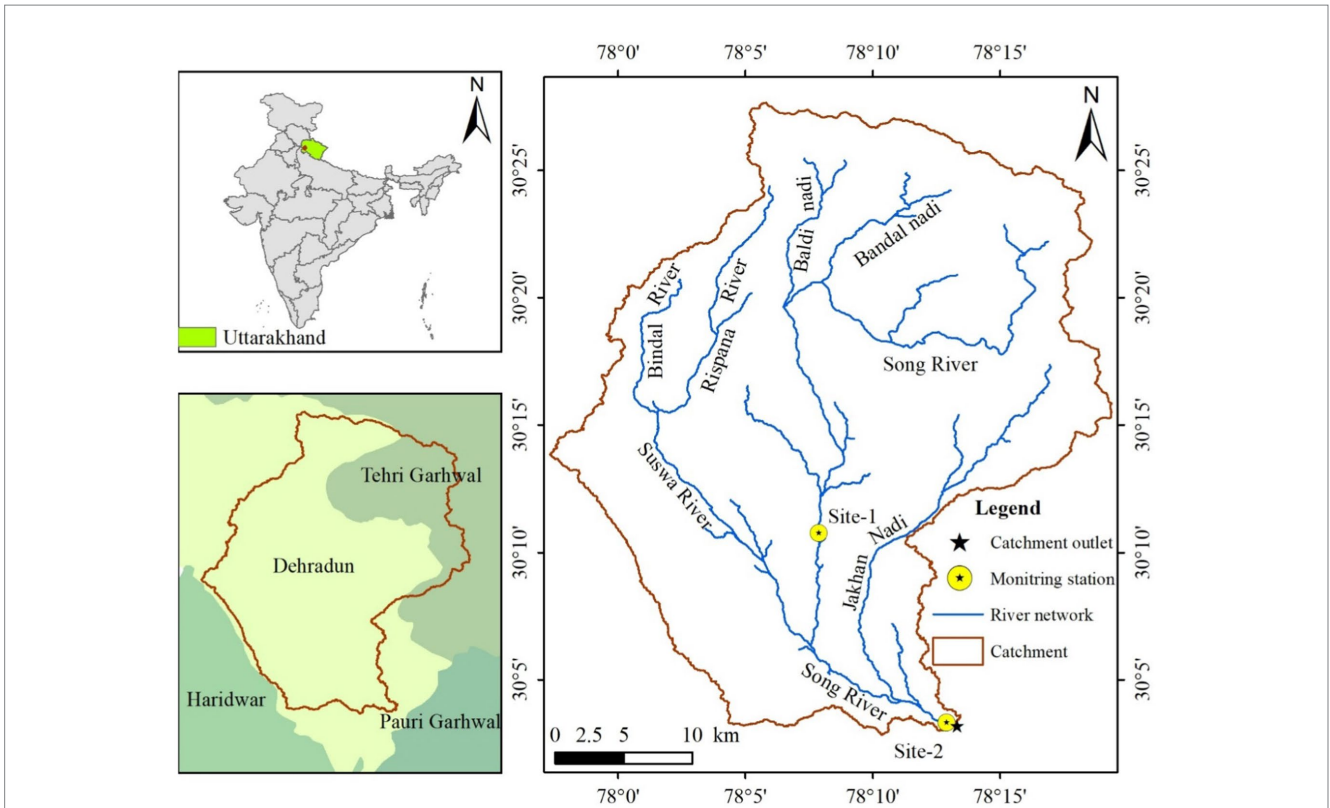 N
Uttarakhand
Tehri Garhwal
Dehradun
Haridwar
Pauri Garhwal
78°0' 78°5' 78°10' 78°15'
N
30°25' 30°25'
30°20' 30°20'
30°15' 30°15'
30°10' 30°10'
30°5' 30°5'
Baldi nadi
Bandal nadi
Bindal River
Rispana River
Song River
Suswa River
Site-1
Jakhan Nadi
Legend
Catchment outlet
Monitring station
River network
Catchment
Song River
Site-2
0 2.5 5 10 km
78°0' 78°5' 78°10' 78°15'